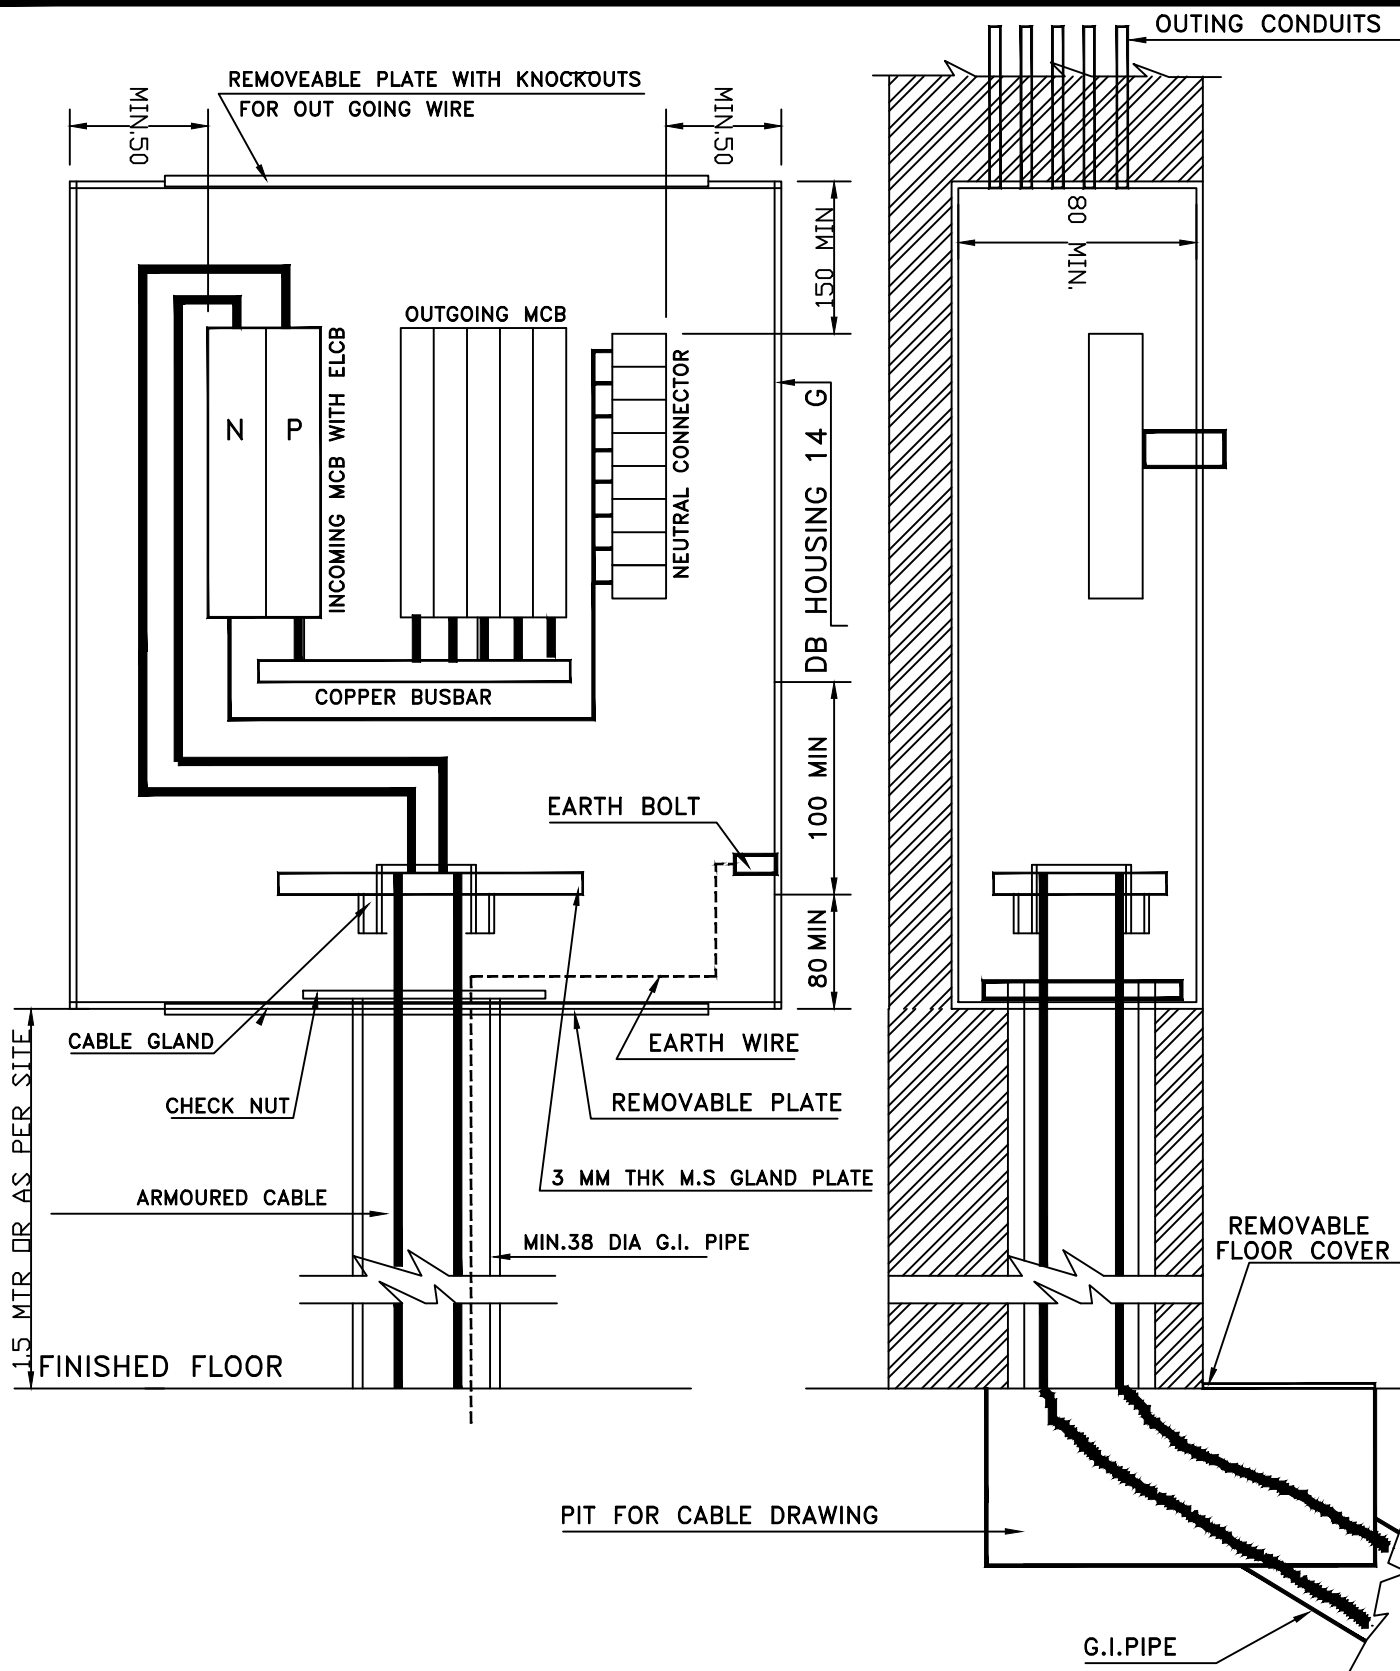 OUTING CONDUITS
REMOVEABLE PLATE WITH KNOCKOUTS
FOR OUT GOING WIRE
MIN.50
MIN.50
150 MIN
80 MIN.
OUTGOING MCB
INCOMING MCB WITH ELCB
N P
NEUTRAL CONNECTOR
DB HOUSING 14 G
COPPER BUSBAR
100 MIN
EARTH BOLT
80 MIN
CABLE GLAND
EARTH WIRE
CHECK NUT
REMOVABLE PLATE
3 MM THK M.S GLAND PLATE
ARMOURED CABLE
MIN.38 DIA G.I. PIPE
1.5 MTR OR AS PER SITE
REMOVABLE
FLOOR COVER
FINISHED FLOOR
PIT FOR CABLE DRAWING
G.I.PIPE